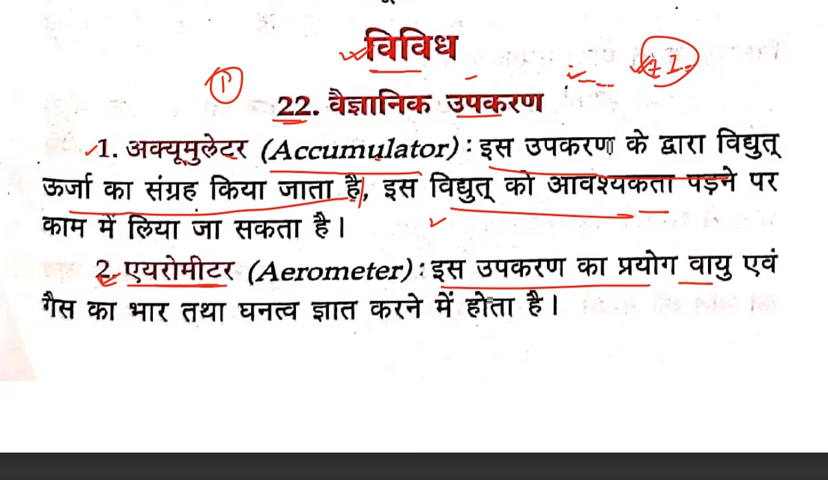 विविध
22. वैज्ञानिक उपकरण
1. अक्यूमुलेटर (Accumulator) : इस उपकरण के द्वारा विद्युत्
ऊर्जा का संग्रह किया जाता है, इस विद्युत् को आवश्यकता पड़ने पर
काम में लिया जा सकता है।
2. एयरोमीटर (Aerometer) : इस उपकरण का प्रयोग वायु एवं
गैस का भार तथा घनत्व ज्ञात करने में होता है।